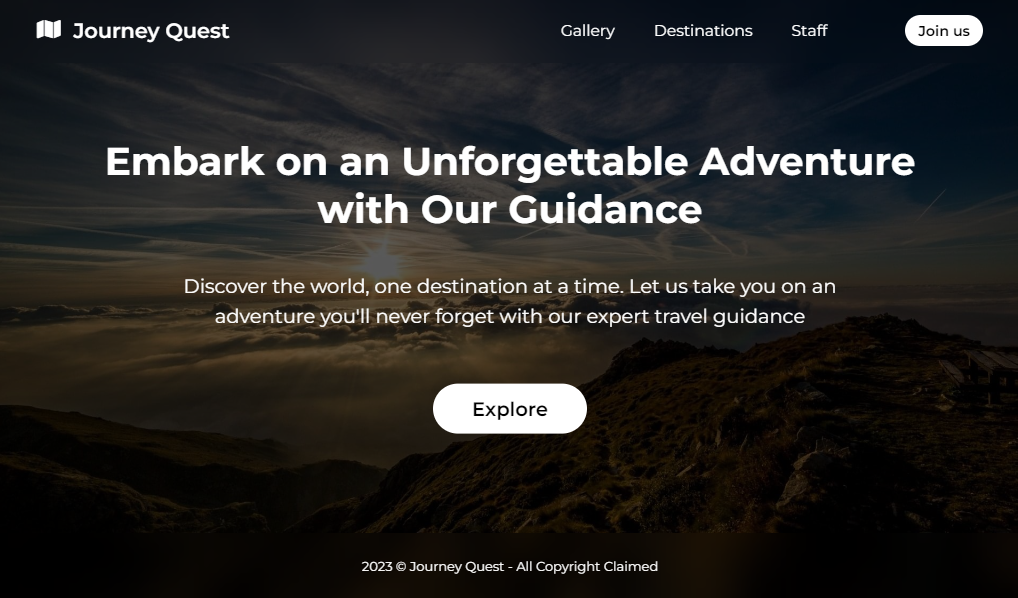 Journey Quest
Gallery
Destinations
Staff
Join us
Embark on an Unforgettable Adventure
with Our Guidance
Discover the world, one destination at a time. Let us take you on an
adventure you'll never forget with our expert travel guidance
Explore
2023 © Journey Quest - All Copyright Claimed